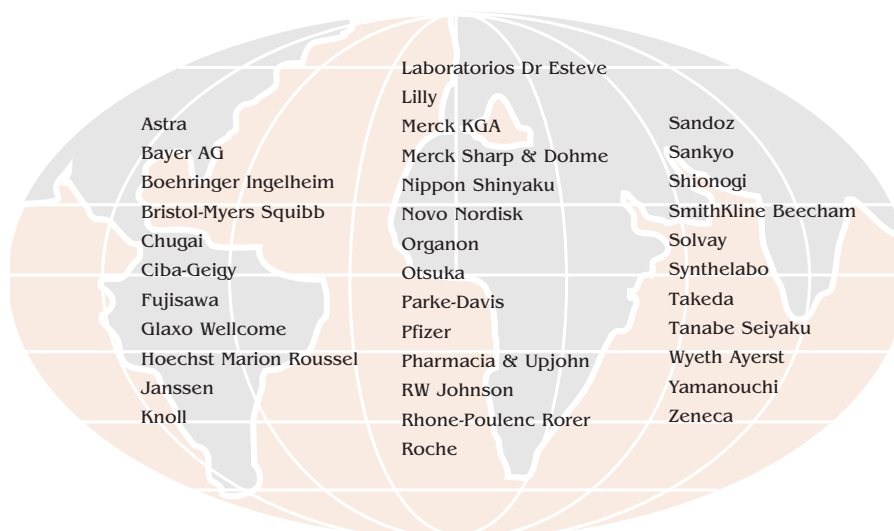 Astra
Bayer AG
Boehringer Ingelheim
Bristol-Myers Squibb
Chugai
Ciba-Geigy
Fujisawa
Glaxo Wellcome
Hoechst Marion Roussel
Janssen
Knoll
Laboratorios Dr Esteve
Lilly
Merck KGA
Merck Sharp & Dohme
Nippon Shinyaku
Novo Nordisk
Organon
Otsuka
Parke-Davis
Pfizer
Pharmacia & Upjohn
RW Johnson
Rhone-Poulenc Rorer
Roche
Sandoz
Sankyo
Shionogi
SmithKline Beecham
Solvay
Synthelabo
Takeda
Tanabe Seiyaku
Wyeth Ayerst
Yamanouchi
Zeneca